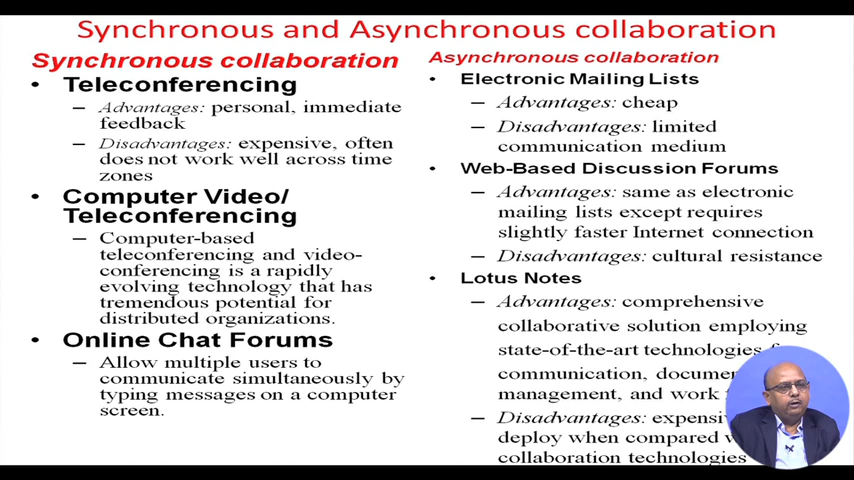 Synchronous and Asynchronous collaboration
Synchronous collaboration
• Teleconferencing
– Advantages: personal, immediate
feedback
– Disadvantages: expensive, often
does not work well across time
zones
• Computer Video/
Teleconferencing
– Computer-based
teleconferencing and video-
conferencing is a rapidly
evolving technology that has
tremendous potential for
distributed organizations.
• Online Chat Forums
– Allow multiple users to
communicate simultaneously by
typing messages on a computer
screen.
Asynchronous collaboration
• Electronic Mailing Lists
– Advantages: cheap
– Disadvantages: limited
communication medium
• Web-Based Discussion Forums
– Advantages: same as electronic
mailing lists except requires
slightly faster Internet connection
– Disadvantages: cultural resistance
• Lotus Notes
– Advantages: comprehensive
collaborative solution employing
state-of-the-art technologies
communication,
management, and work
– Disadvantages:
deploy when compared
collaboration technologies